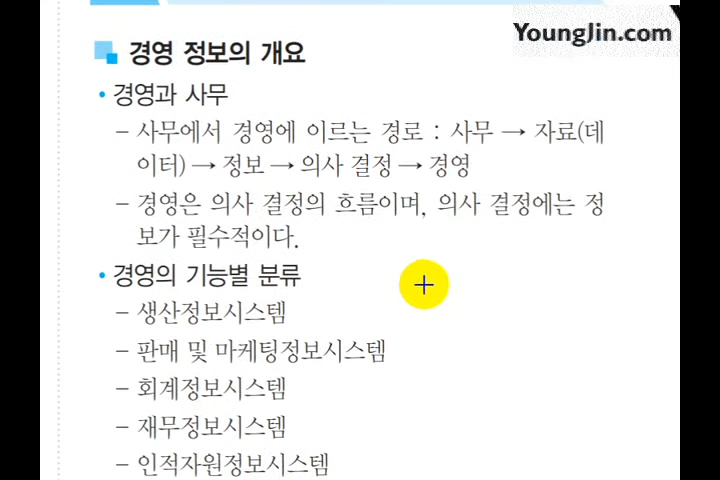 YoungJin.com
경영 정보의 개요
• 경영과 사무
– 사무에서 경영에 이르는 경로 : 사무 → 자료(데
이터) → 정보 → 의사 결정 → 경영
– 경영은 의사 결정의 흐름이며, 의사 결정에는 정
보가 필수적이다.
• 경영의 기능별 분류
– 생산정보시스템
– 판매 및 마케팅정보시스템
– 회계정보시스템
– 재무정보시스템
– 인적자원정보시스템